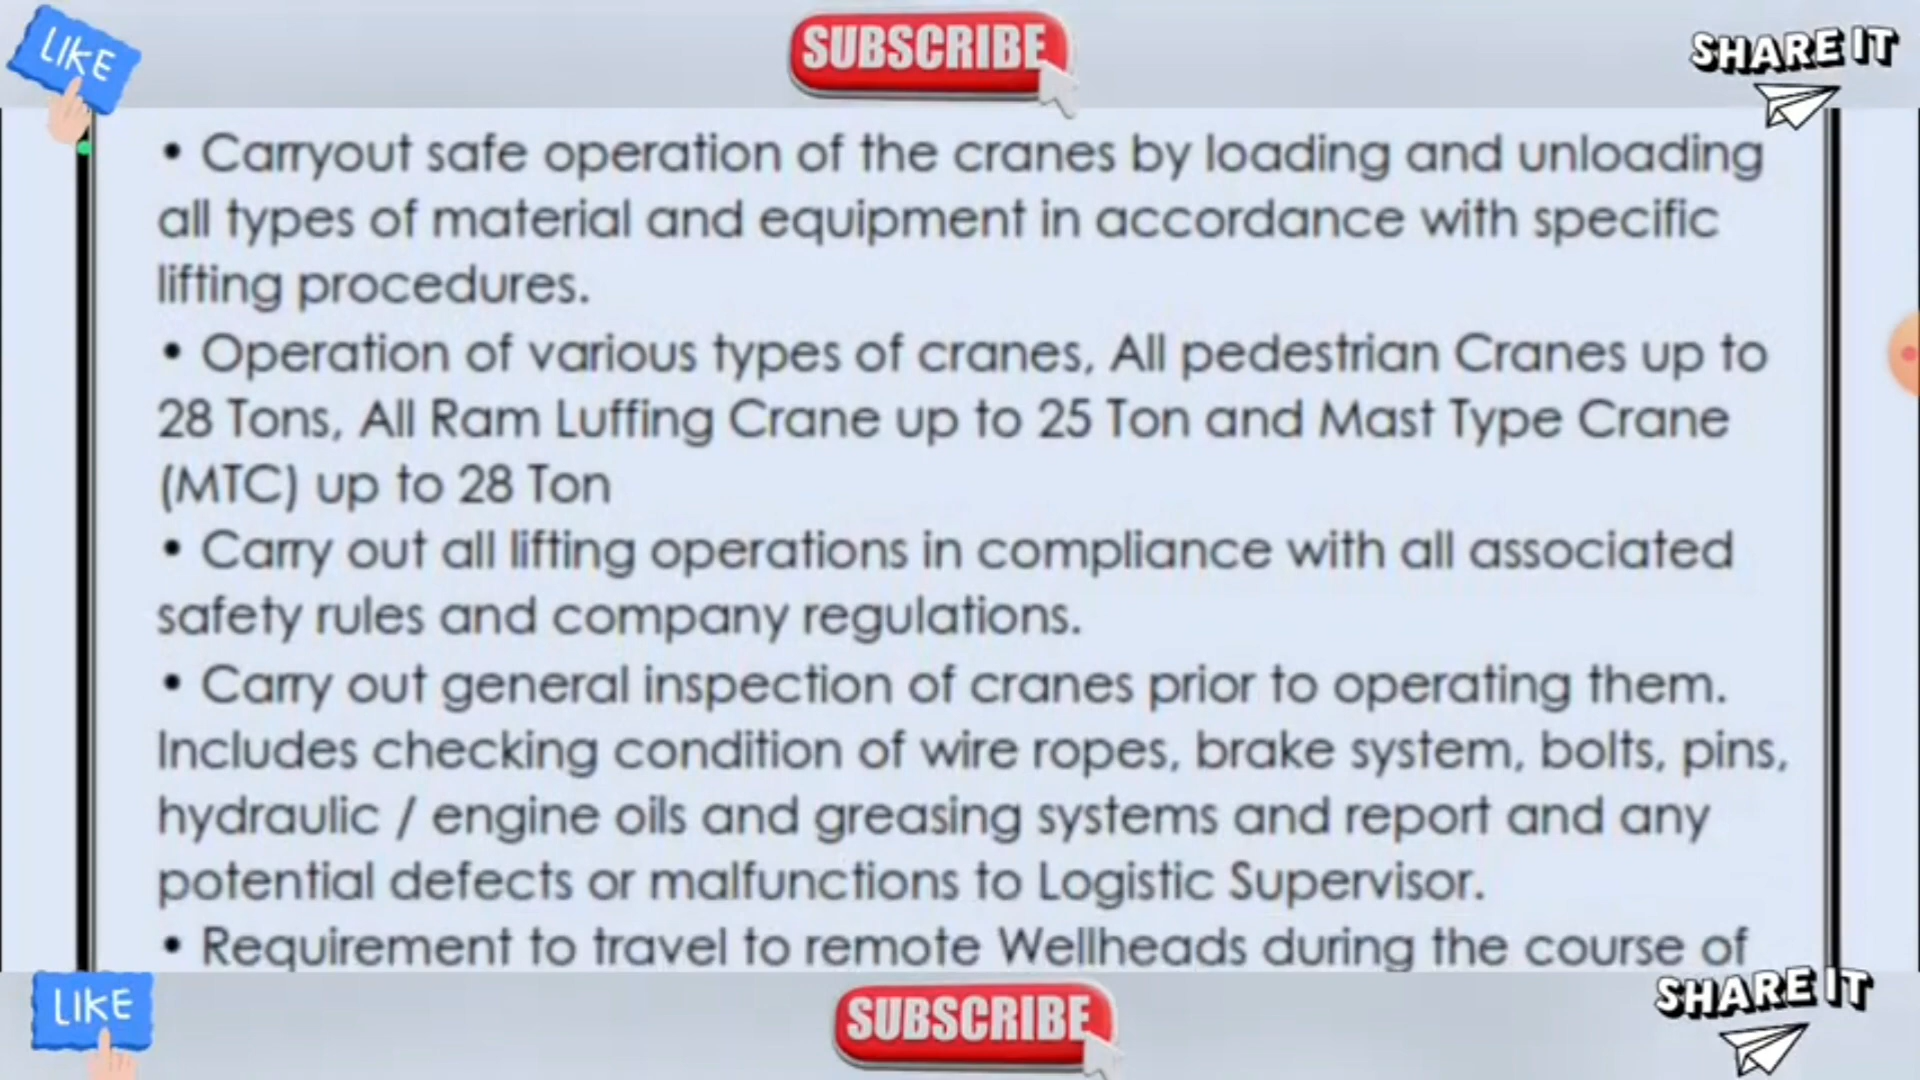 LIKE
SUBSCRIBE
SHARE IT
• Carryout safe operation of the cranes by loading and unloading
all types of material and equipment in accordance with specific
lifting procedures.
• Operation of various types of cranes, All pedestrian Cranes up to
28 Tons, All Ram Luffing Crane up to 25 Ton and Mast Type Crane
(MTC) up to 28 Ton
• Carry out all lifting operations in compliance with all associated
safety rules and company regulations.
• Carry out general inspection of cranes prior to operating them.
Includes checking condition of wire ropes, brake system, bolts, pins,
hydraulic / engine oils and greasing systems and report and any
potential defects or malfunctions to Logistic Supervisor.
• Requirement to travel to remote Wellheads during the course of
LIKE
SUBSCRIBE
SHARE IT